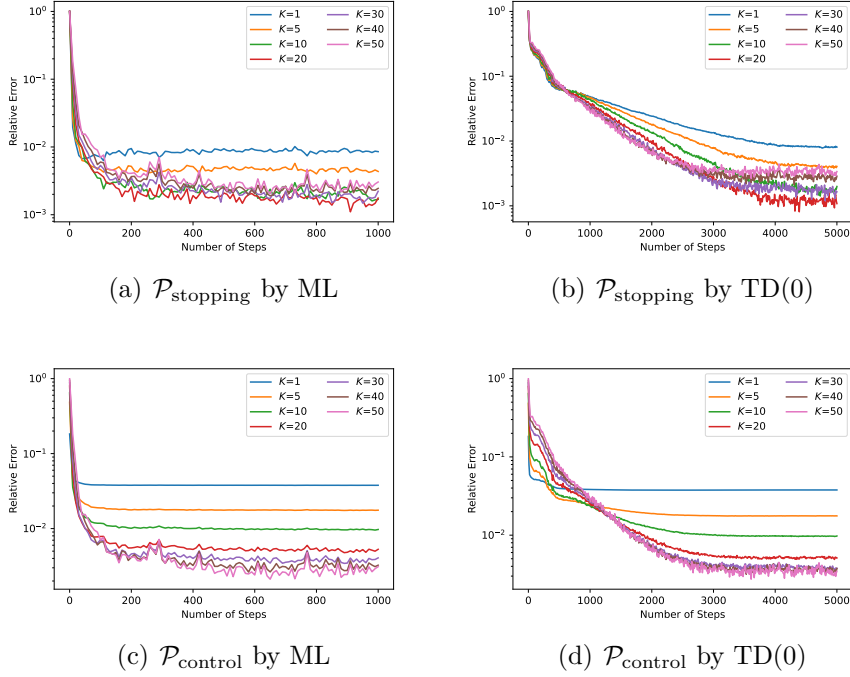 K=1
K=5
K=10
K=20
K=30
K=40
K=50
10⁰
10⁻¹
10⁻²
10⁻³
Relative Error
0 200 400 600 800 1000
Number of Steps
(a) 𝒫stopping by ML
K=1
K=5
K=10
K=20
K=30
K=40
K=50
10⁰
10⁻¹
10⁻²
10⁻³
Relative Error
0 1000 2000 3000 4000 5000
Number of Steps
(b) 𝒫stopping by TD(0)
K=1
K=5
K=10
K=20
K=30
K=40
K=50
10⁰
10⁻¹
10⁻²
Relative Error
0 200 400 600 800 1000
Number of Steps
(c) 𝒫control by ML
K=1
K=5
K=10
K=20
K=30
K=40
K=50
10⁰
10⁻¹
10⁻²
Relative Error
0 1000 2000 3000 4000 5000
Number of Steps
(d) 𝒫control by TD(0)